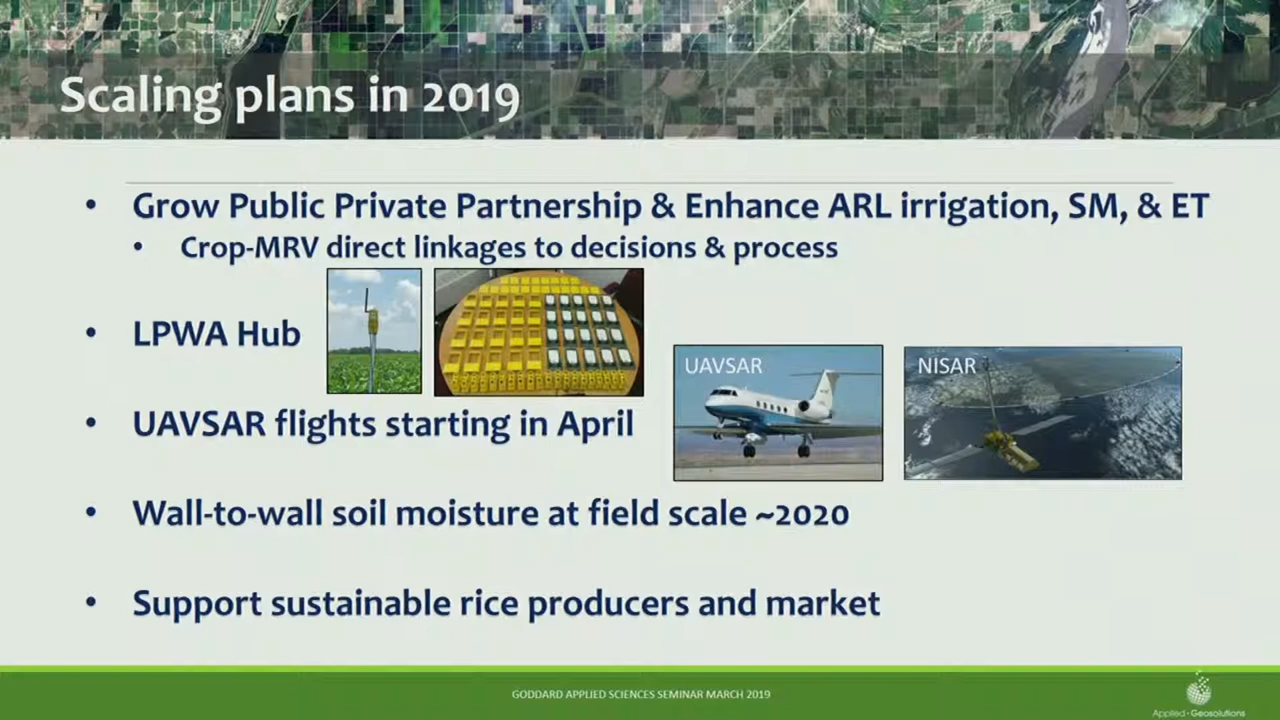 Scaling plans in 2019
• Grow Public Private Partnership & Enhance ARL irrigation, SM, & ET
• Crop-MRV direct linkages to decisions & process
• LPWA Hub
UAVSAR
NISAR
• UAVSAR flights starting in April
• Wall-to-wall soil moisture at field scale ~2020
• Support sustainable rice producers and market
GODDARD APPLIED SCIENCES SEMINAR MARCH 2019
Applied-Geosolutions